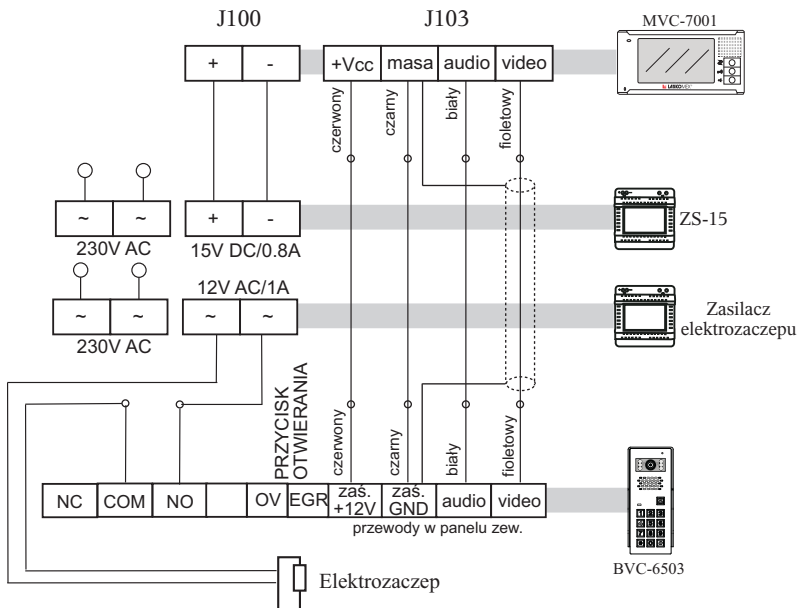 J100
J103
MVC-7001
+ - +Vcc masa audio video
LASKOMEX
czerwony
czarny
biały
fioletowy
~ ~ + -
ZS-15
230V AC
15V DC/0.8A
12V AC/1A
~ ~ ~ ~
Zasilacz
elektrozaczepu
230V AC
PRZYCISK
OTWIERANIA
czerwony
czarny
biały
fioletowy
NC COM NO OV EGR zaś. +12V zaś. GND audio video
przewody w panelu zew.
BVC-6503
Elektrozaczep